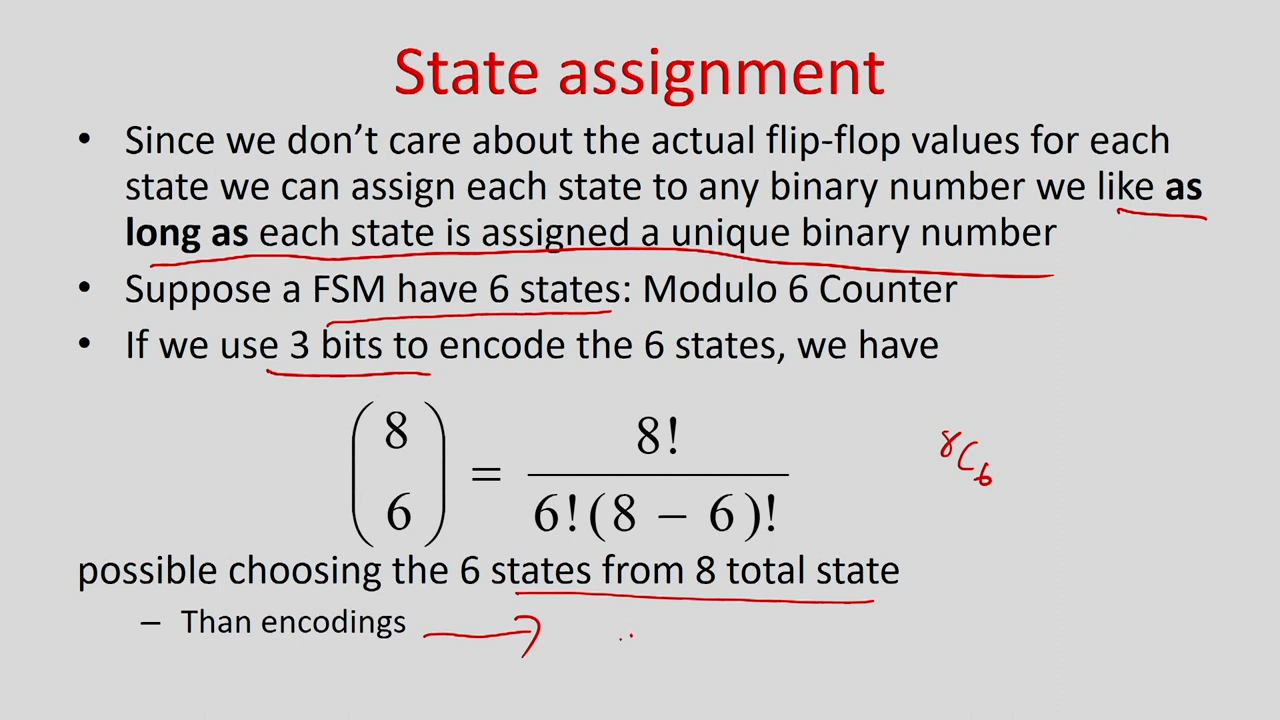 State assignment
• Since we don't care about the actual flip-flop values for each
state we can assign each state to any binary number we like as
long as each state is assigned a unique binary number
• Suppose a FSM have 6 states: Modulo 6 Counter
• If we use 3 bits to encode the 6 states, we have
(8 6) = 8! / 6!(8 − 6)!
8C6
possible choosing the 6 states from 8 total state
– Than encodings